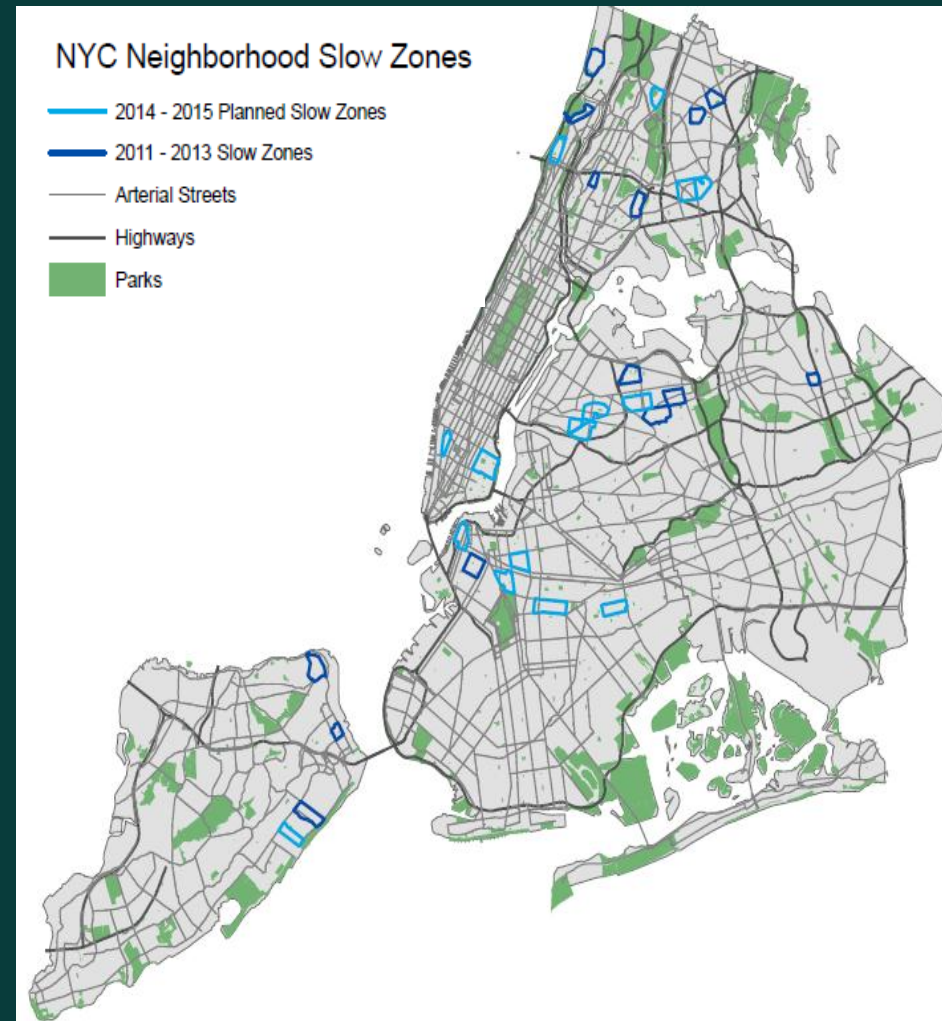 NYC Neighborhood Slow Zones
2014 - 2015 Planned Slow Zones
2011 - 2013 Slow Zones
Arterial Streets
Highways
Parks